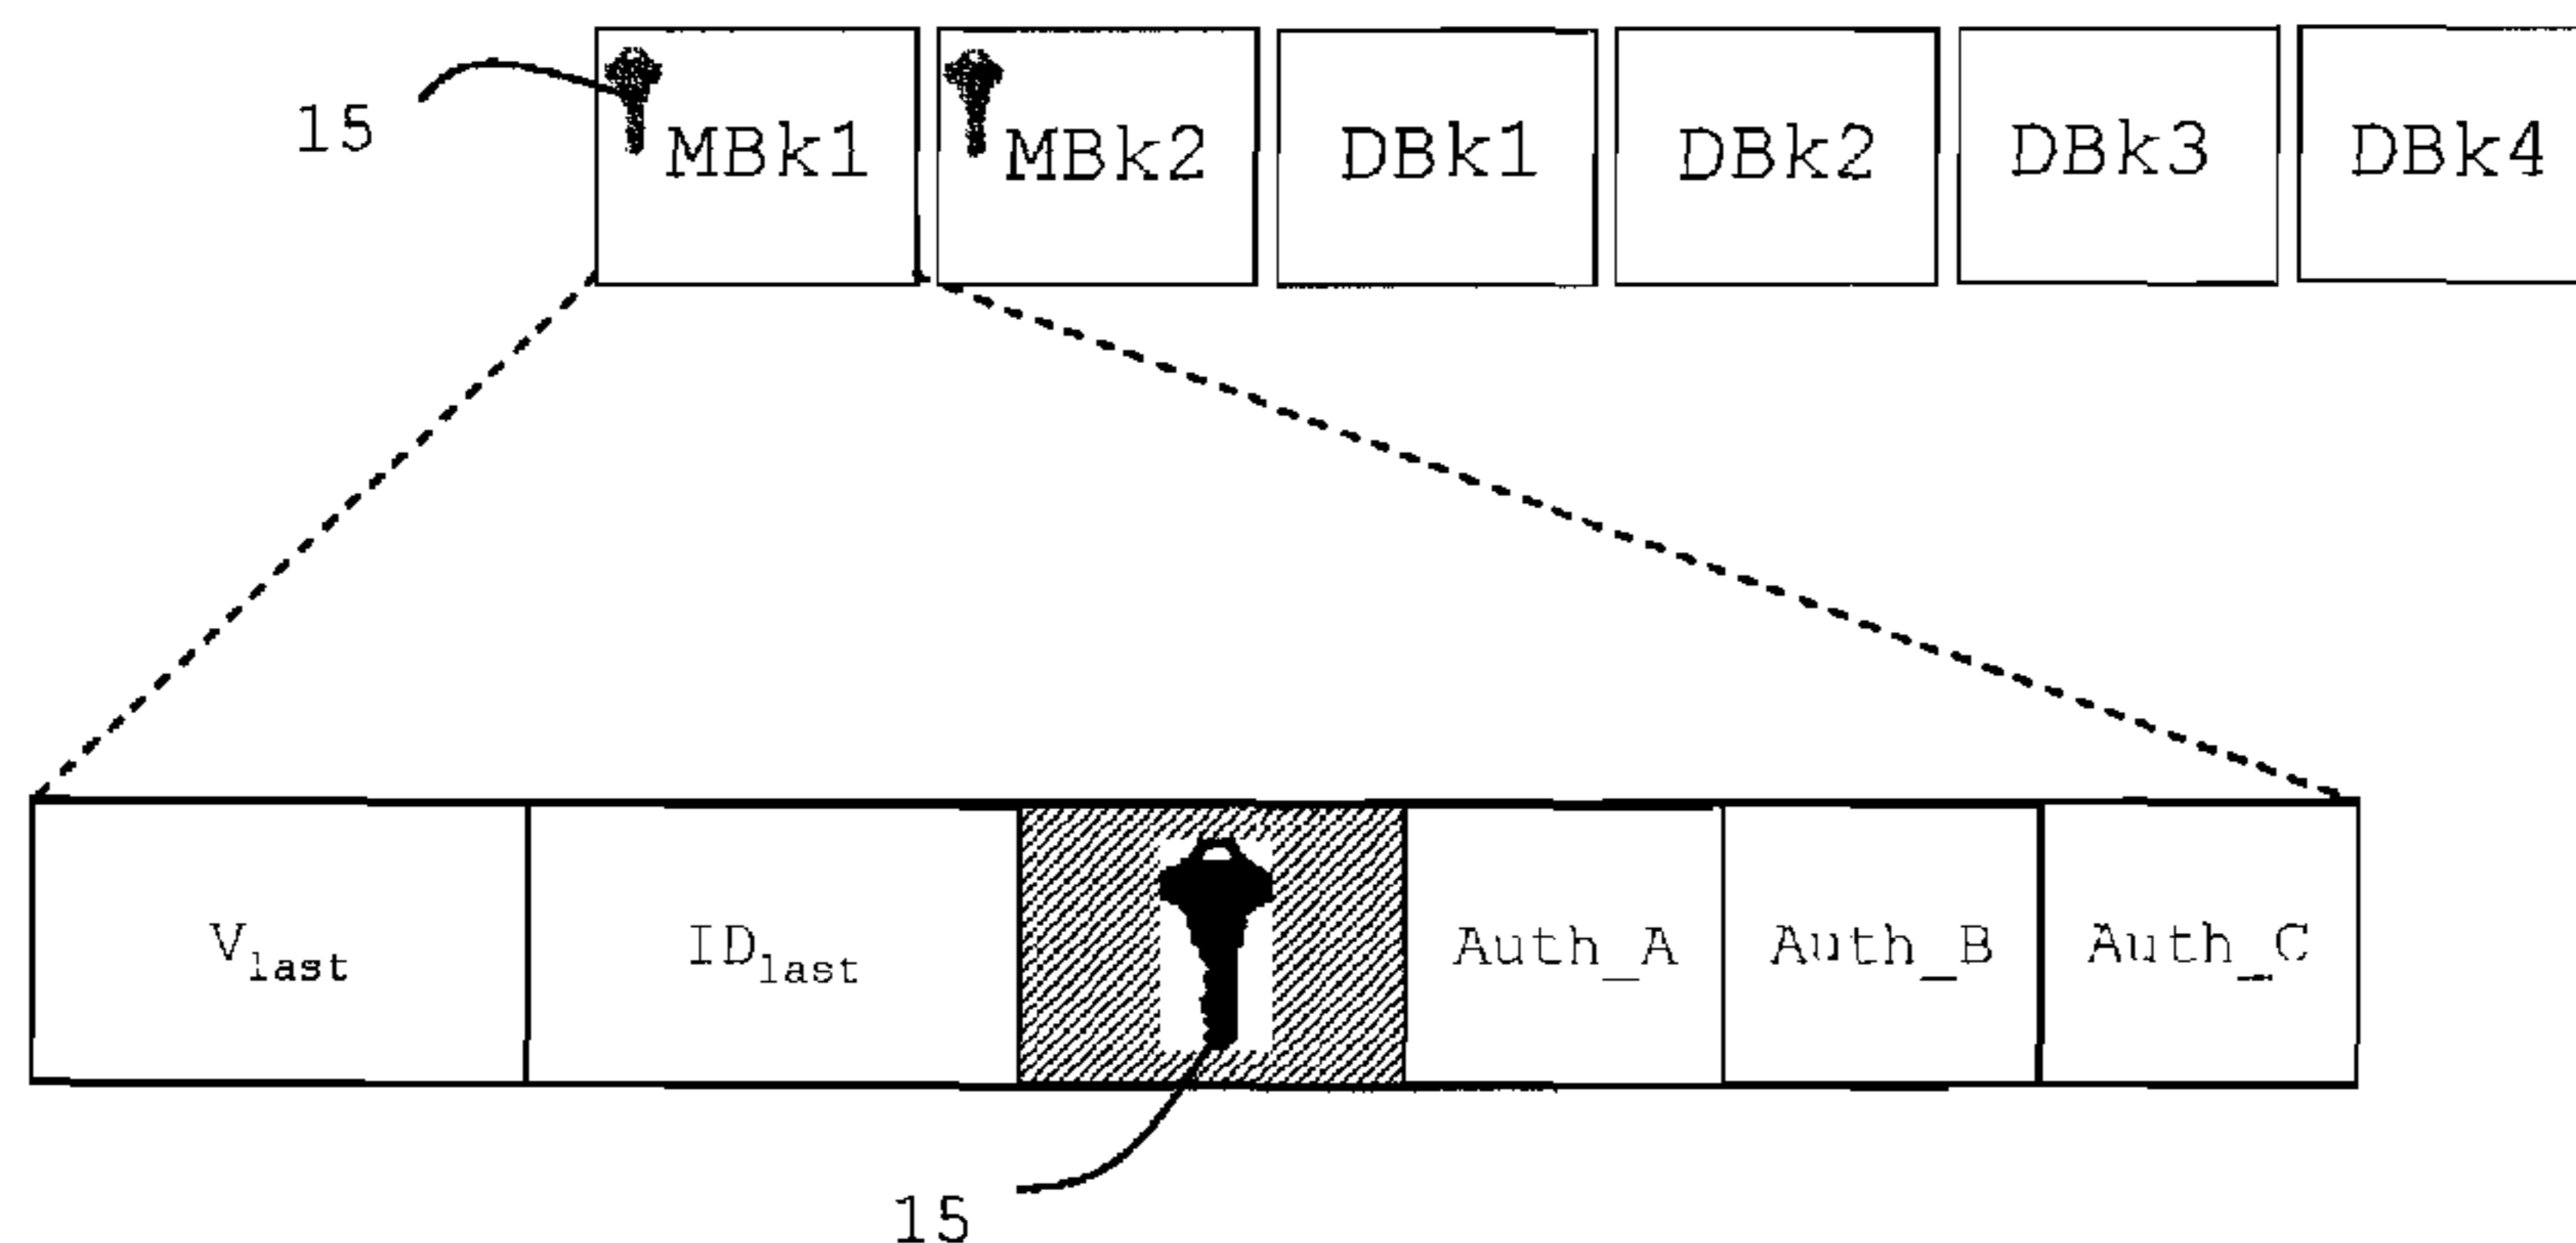 15 MBk1 MBk2 DBk1 DBk2 DBk3 DBk4
Vlast IDlast Auth_A Auth_B Auth_C
15